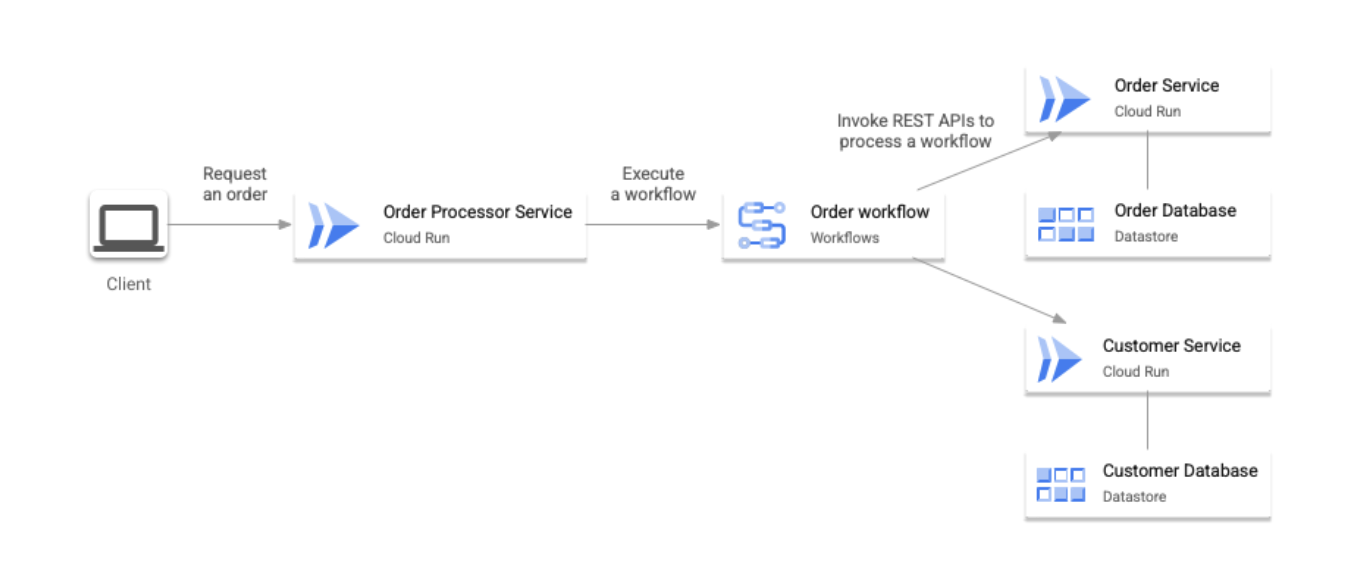 Client
Request
an order
Order Processor Service
Cloud Run
Execute
a workflow
Order workflow
Workflows
Invoke REST APIs to
process a workflow
Order Service
Cloud Run
Order Database
Datastore
Customer Service
Cloud Run
Customer Database
Datastore